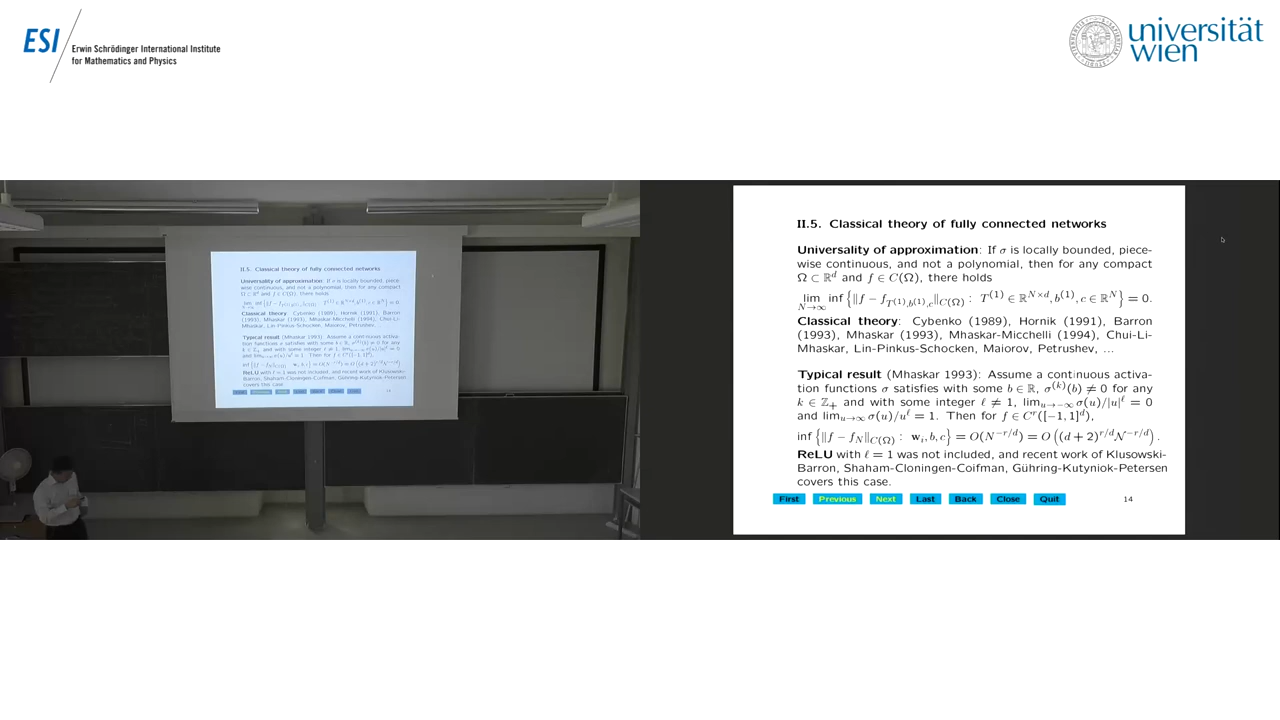 ESI
Erwin Schrödinger International Institute
for Mathematics and Physics
universität
wien
II.5. Classical theory of fully connected networks
Universality of approximation: If σ is locally bounded, piece-
wise continuous, and not a polynomial, then for any compact
Ω ⊂ ℝ^d and f ∈ C(Ω), there holds
lim_{N→∞} inf {‖f − f_{T^{(1)},b^{(1)},c}‖_{C(Ω)} : T^{(1)} ∈ ℝ^{N×d}, b^{(1)}, c ∈ ℝ^N} = 0.
Classical theory: Cybenko (1989), Hornik (1991), Barron
(1993), Mhaskar (1993), Mhaskar-Micchelli (1994), Chui-Li-
Mhaskar, Lin-Pinkus-Schocken, Maiorov, Petrushev, ...
Typical result (Mhaskar 1993): Assume a continuous activa-
tion functions σ satisfies with some b ∈ ℝ, σ^{(k)}(b) ≠ 0 for any
k ∈ ℤ_+ and with some integer ℓ ≠ 1, lim_{u→−∞} σ(u)/|u|^ℓ = 0
and lim_{u→∞} σ(u)/u^ℓ = 1. Then for f ∈ C^r([−1, 1]^d),
inf {‖f − f_N‖_{C(Ω)} : w_i, b, c} = O(N^{−r/d}) = O((d + 2)^{r/d} 𝒩^{−r/d}).
ReLU with ℓ = 1 was not included, and recent work of Klusowski-
Barron, Shaham-Cloningen-Coifman, Gühring-Kutyniok-Petersen
covers this case.
First Previous Next Last Back Close Quit 14